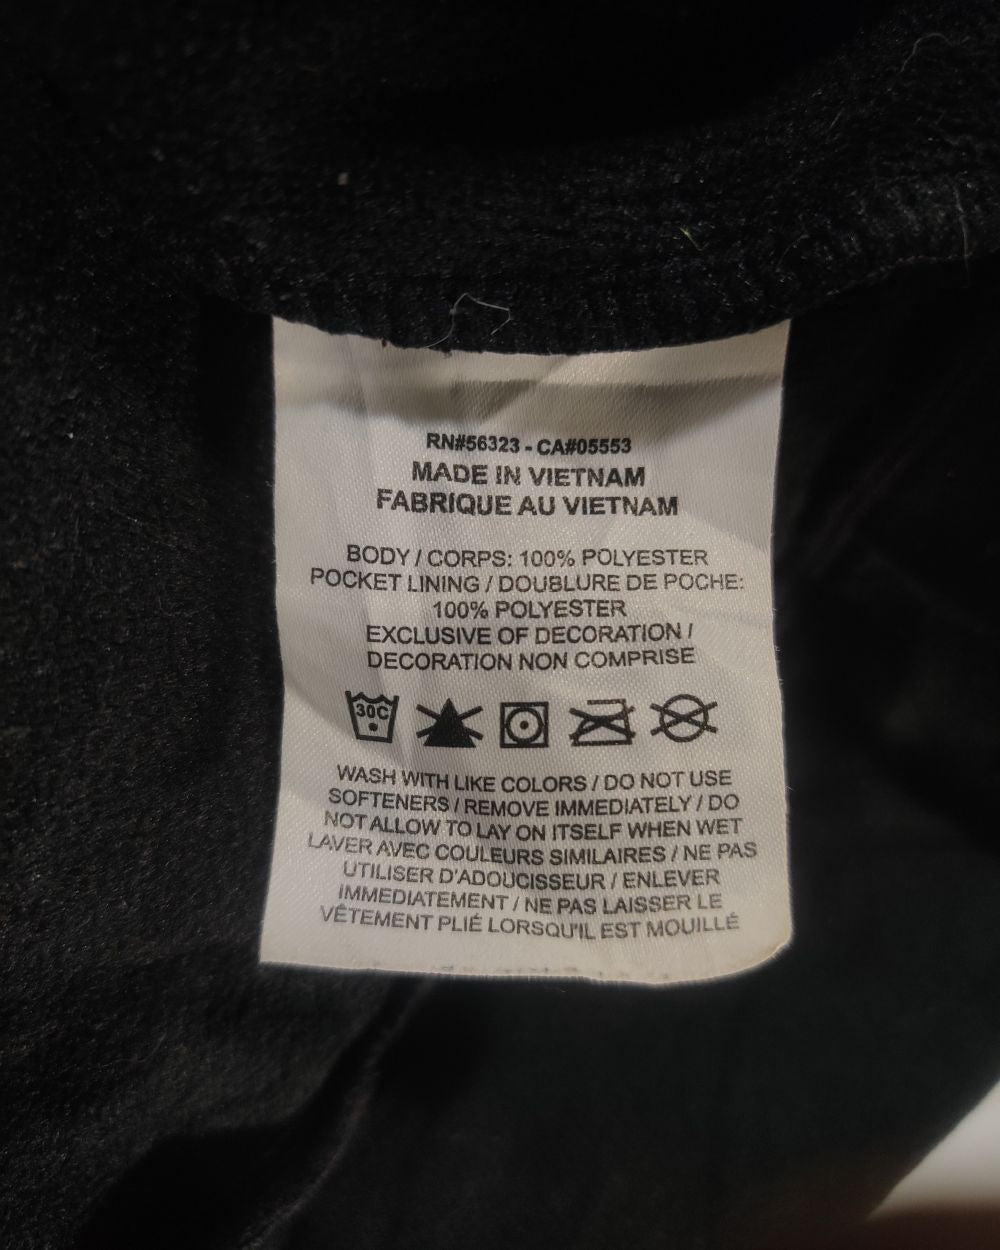 RN#56323 - CA#05553
MADE IN VIETNAM
FABRIQUE AU VIETNAM
BODY / CORPS: 100% POLYESTER
POCKET LINING / DOUBLURE DE POCHE:
100% POLYESTER
EXCLUSIVE OF DECORATION /
DECORATION NON COMPRISE
30C
WASH WITH LIKE COLORS / DO NOT USE
SOFTENERS / REMOVE IMMEDIATELY / DO
NOT ALLOW TO LAY ON ITSELF WHEN WET
LAVER AVEC COULEURS SIMILAIRES / NE PAS
UTILISER D'ADOUCISSEUR / ENLEVER
IMMEDIATEMENT / NE PAS LAISSER LE
VÊTEMENT PLIÉ LORSQU'IL EST MOUILLÉ